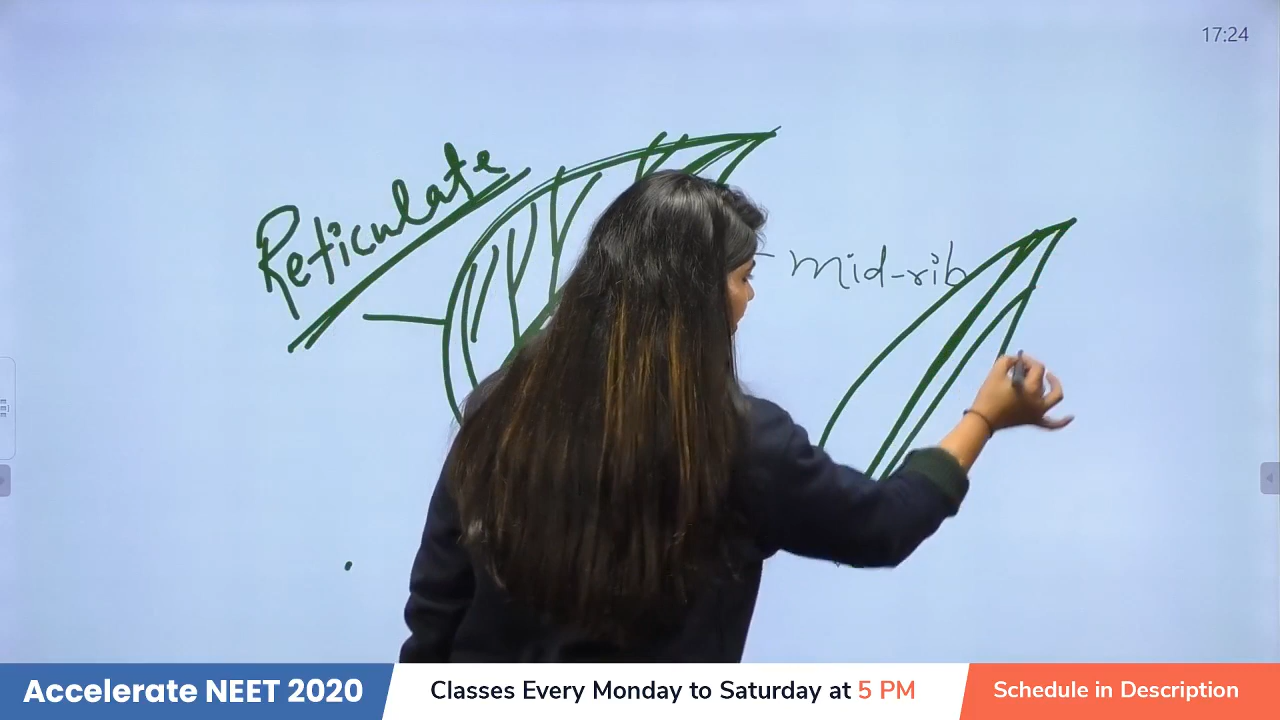 17:24
Reticulate
Mid-rib
Accelerate NEET 2020
Classes Every Monday to Saturday at 5 PM
Schedule in Description